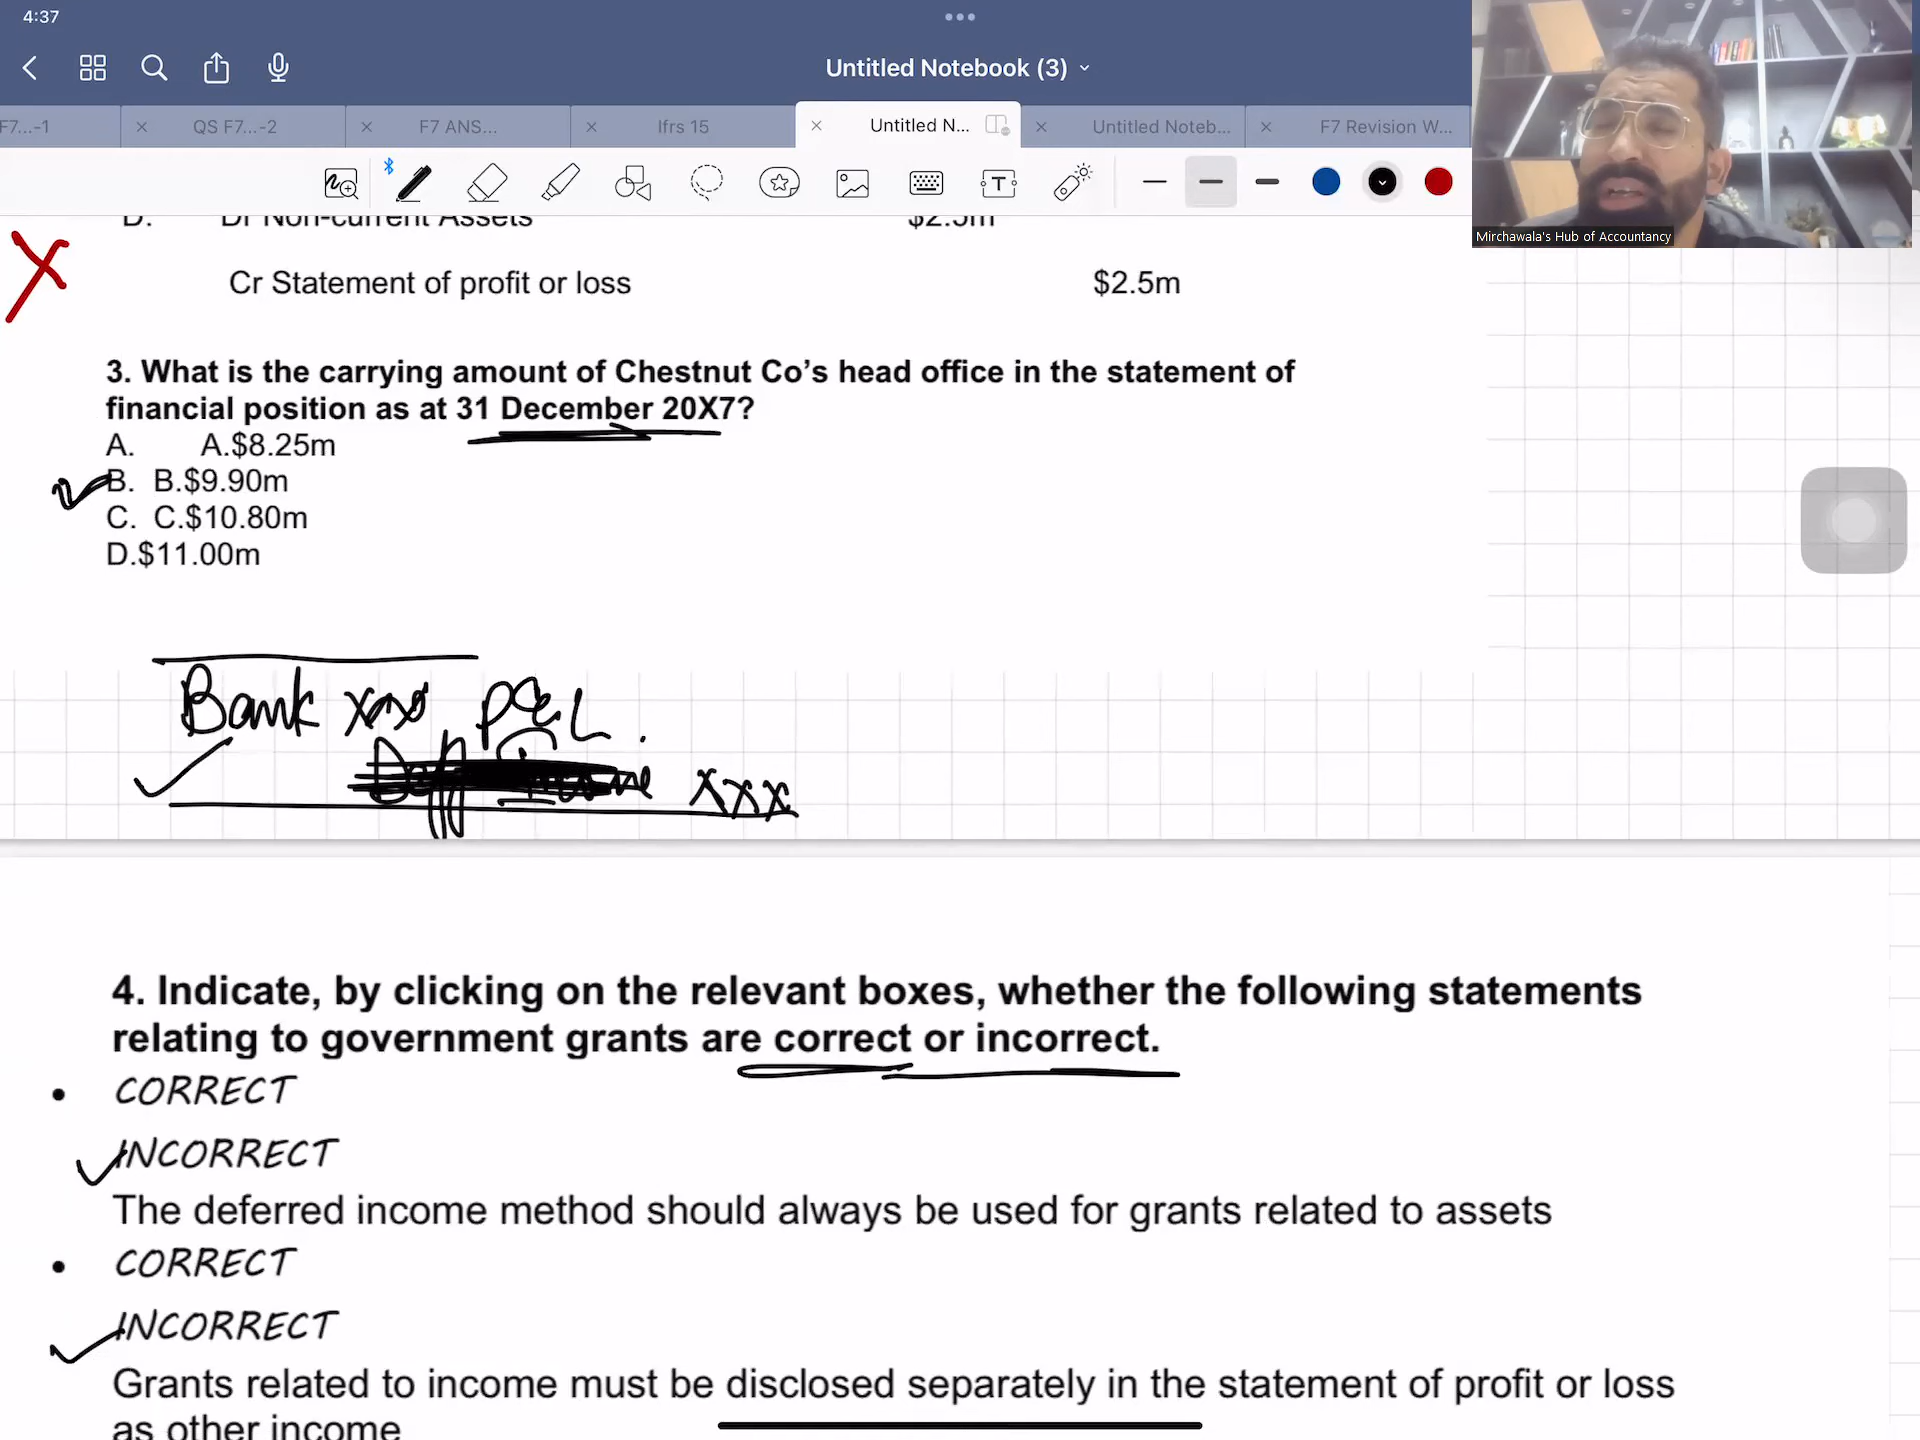 4:37
Untitled Notebook (3)
F7...-1
QS F7...-2
F7 ANS...
Ifrs 15
Untitled N...
Untitled Noteb...
F7 Revision W...
Mirchawala's Hub of Accountancy
D. Dr Non-current Assets $2.5m
Cr Statement of profit or loss $2.5m
3. What is the carrying amount of Chestnut Co's head office in the statement of
financial position as at 31 December 20X7?
A. A.$8.25m
B. B.$9.90m
C. C.$10.80m
D.$11.00m
Bank xxx P&L.
xxx
4. Indicate, by clicking on the relevant boxes, whether the following statements
relating to government grants are correct or incorrect.
• CORRECT
INCORRECT
The deferred income method should always be used for grants related to assets
• CORRECT
INCORRECT
Grants related to income must be disclosed separately in the statement of profit or loss
as other income